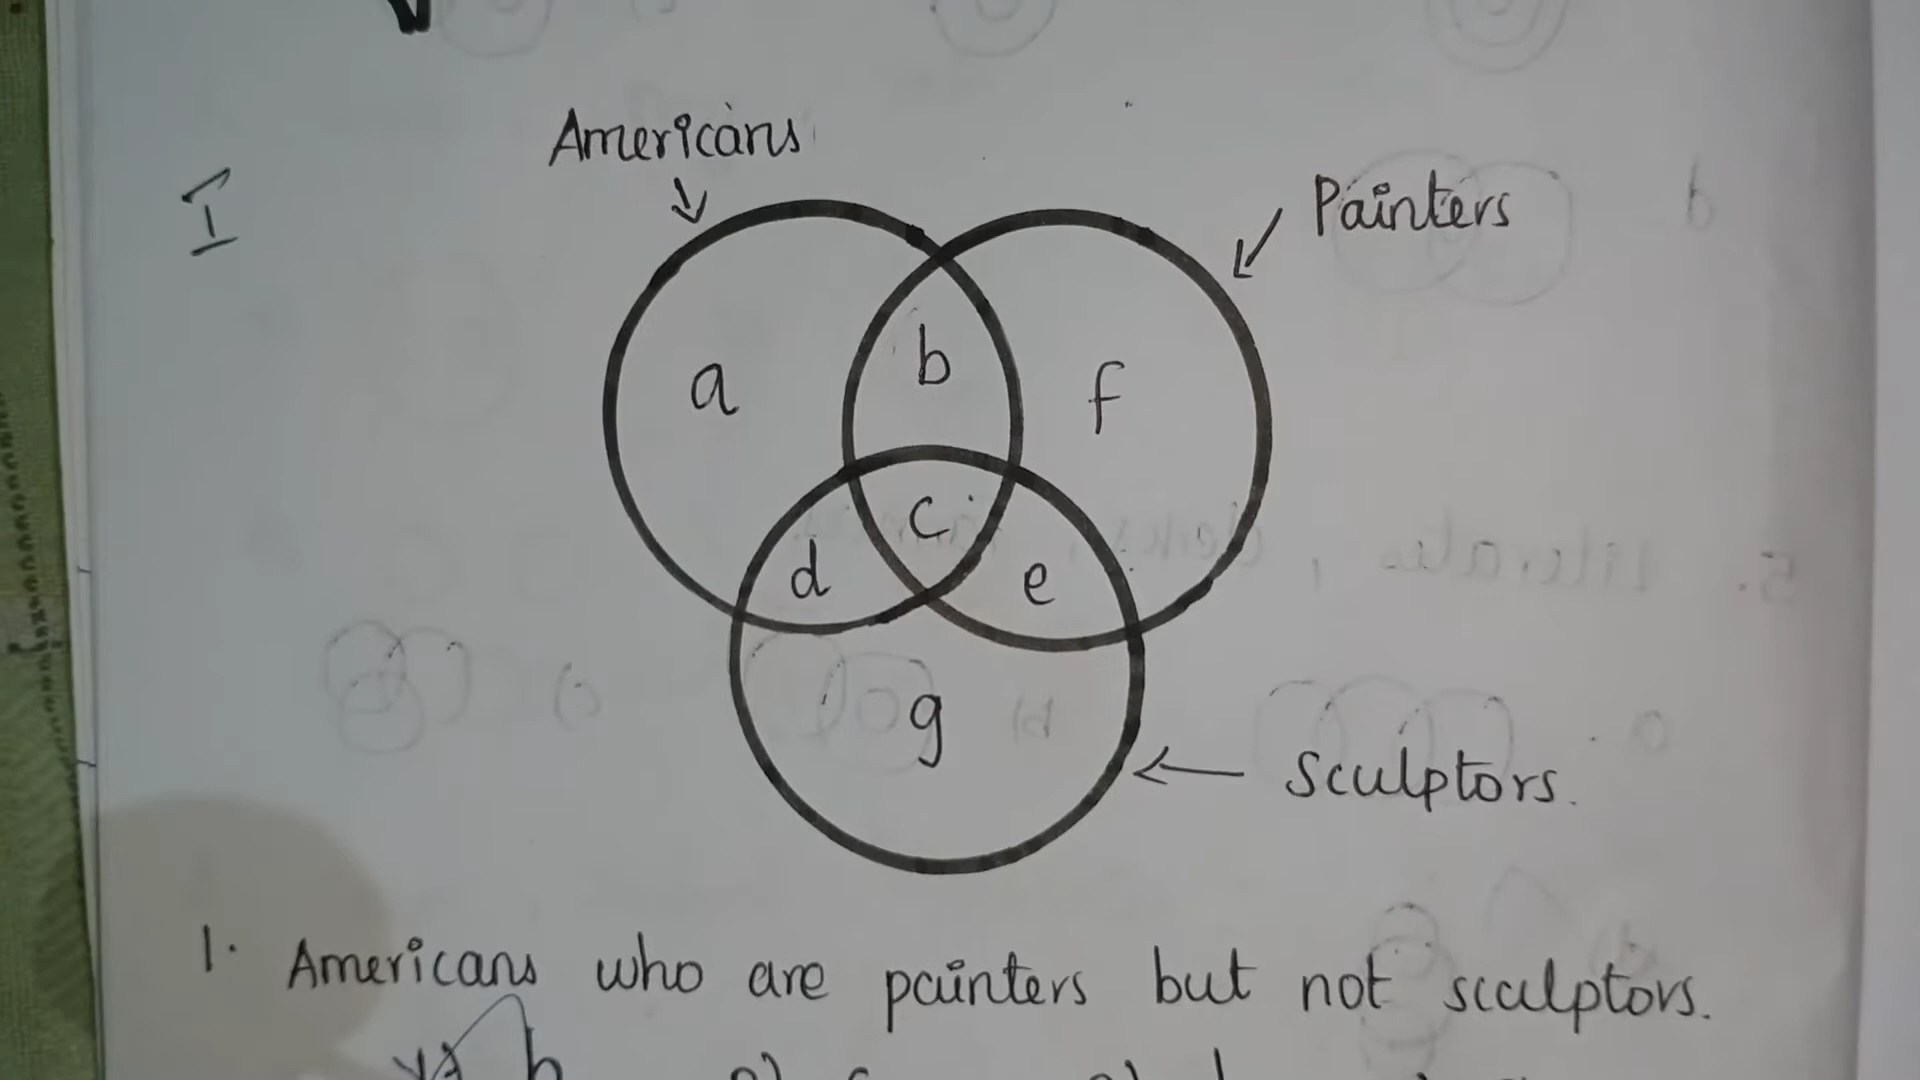 Americans
Painters
I
a
b
f
c
d
e
g
Sculptors.
1. Americans who are painters but not sculptors.